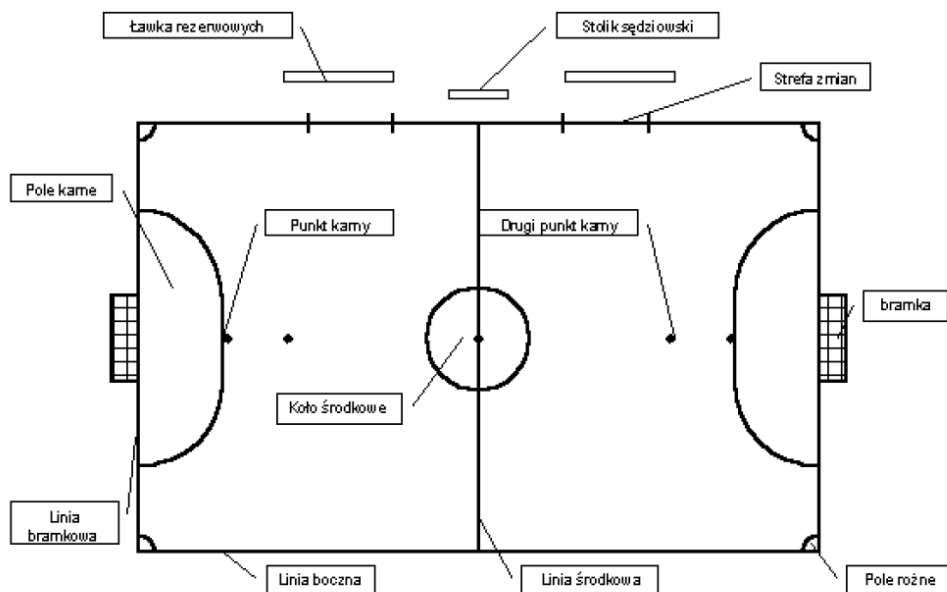 Ławka rezerwowych
Stolik sędziowski
Strefa zmian
Pole karne
Punkt karny
Drugi punkt karny
bramka
Koło środkowe
Linia
bramkowa
Linia boczna
Linia środkowa
Pole rożne